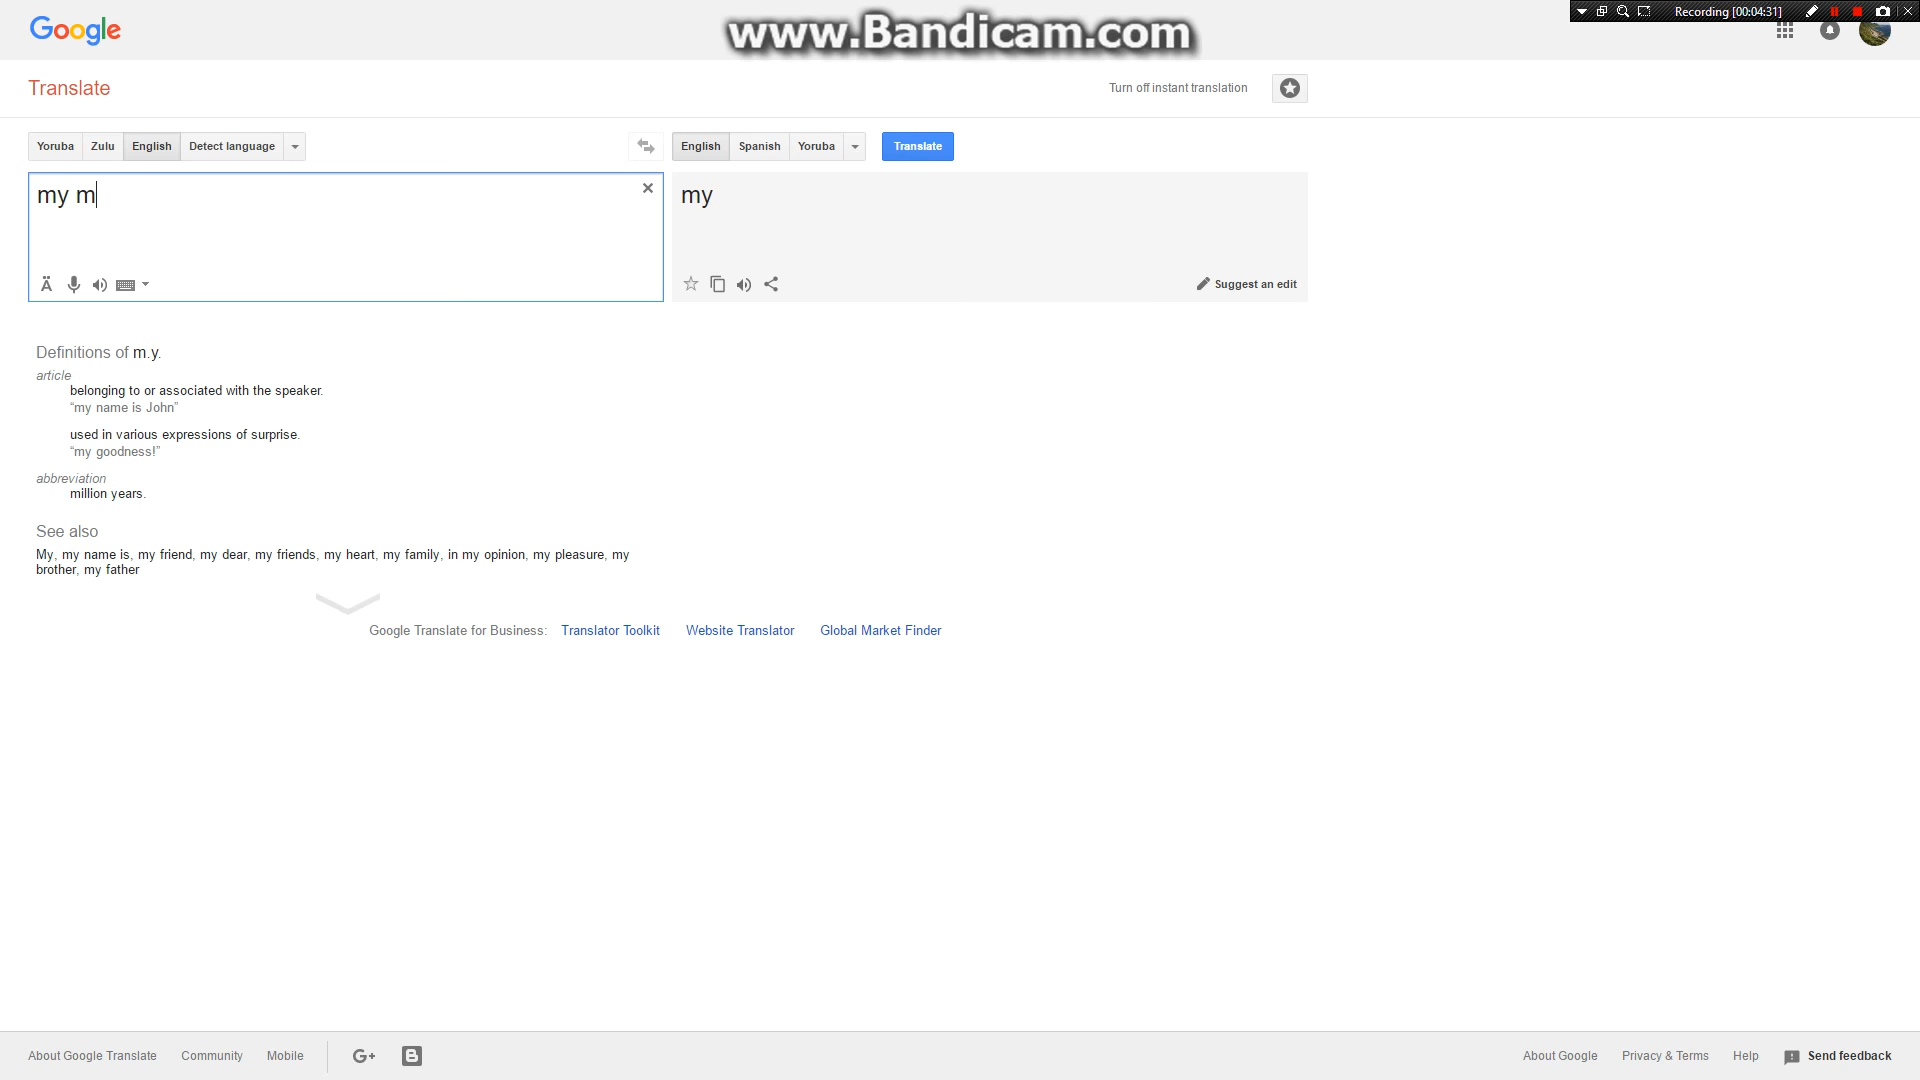 www.Bandicam.com
Recording [00:04:31]
Google
Translate
Turn off instant translation
Yoruba Zulu English Detect language
English Spanish Yoruba Translate
my m
my
Ä
Suggest an edit
Definitions of m.y.
article
belonging to or associated with the speaker.
“my name is John”
used in various expressions of surprise.
“my goodness!”
abbreviation
million years.
See also
My, my name is, my friend, my dear, my friends, my heart, my family, in my opinion, my pleasure, my
brother, my father
Google Translate for Business: Translator Toolkit Website Translator Global Market Finder
About Google Translate Community Mobile G+ B About Google Privacy & Terms Help Send feedback